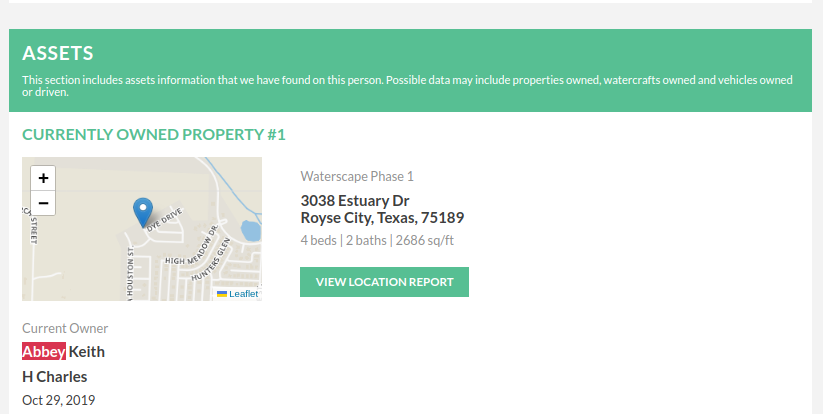 ASSETS
This section includes assets information that we have found on this person. Possible data may include properties owned, watercrafts owned and vehicles owned
or driven.
CURRENTLY OWNED PROPERTY #1
+
−
STREET
DYE DRIVE
HIGH MEADOW DR.
HUNTERS GLEN
HOUSTON ST.
Leaflet
Waterscape Phase 1
3038 Estuary Dr
Royse City, Texas, 75189
4 beds | 2 baths | 2686 sq/ft
VIEW LOCATION REPORT
Current Owner
Abbey Keith
H Charles
Oct 29, 2019